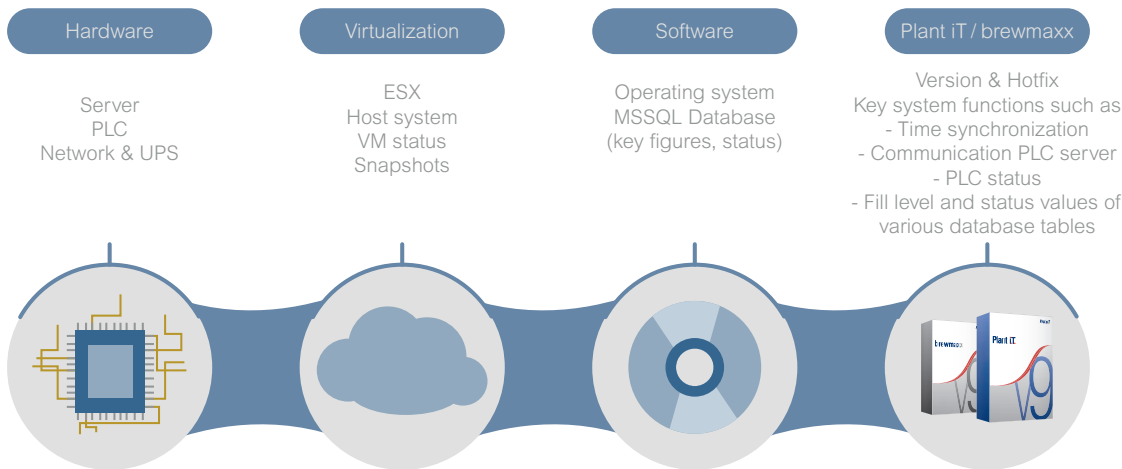 Hardware
Server
PLC
Network & UPS
Virtualization
ESX
Host system
VM status
Snapshots
Software
Operating system
MSSQL Database
(key figures, status)
Plant iT / brewmaxx
Version & Hotfix
Key system functions such as
- Time synchronization
- Communication PLC server
- PLC status
- Fill level and status values of
various database tables
brewmaxx
v9
Plant iT
v9